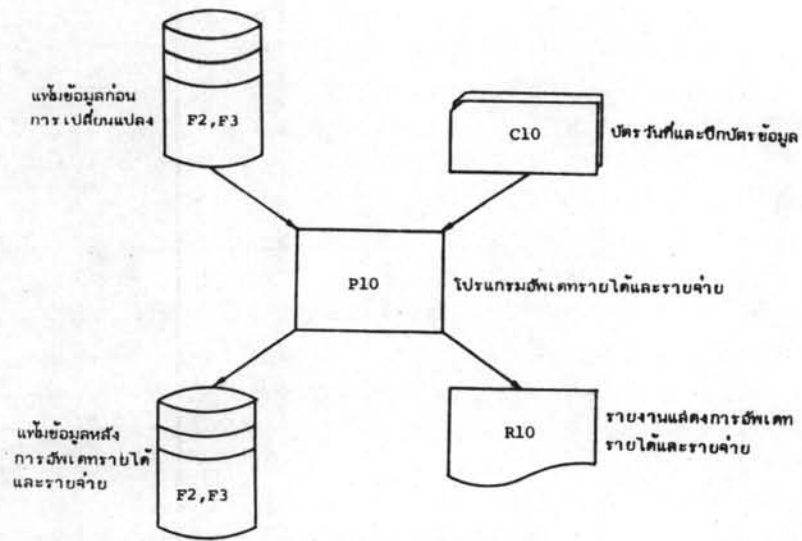 แฟ้มข้อมูลก่อน
การเปลี่ยนแปลง
F2,F3
C10
บัตรวันที่และปึกบัตรข้อมูล
P10
โปรแกรมอัพเดทรายได้และรายจ่าย
แฟ้มข้อมูลหลัง
การอัพเดทรายได้
และรายจ่าย
F2,F3
R10
รายงานแสดงการอัพเดท
รายได้และรายจ่าย